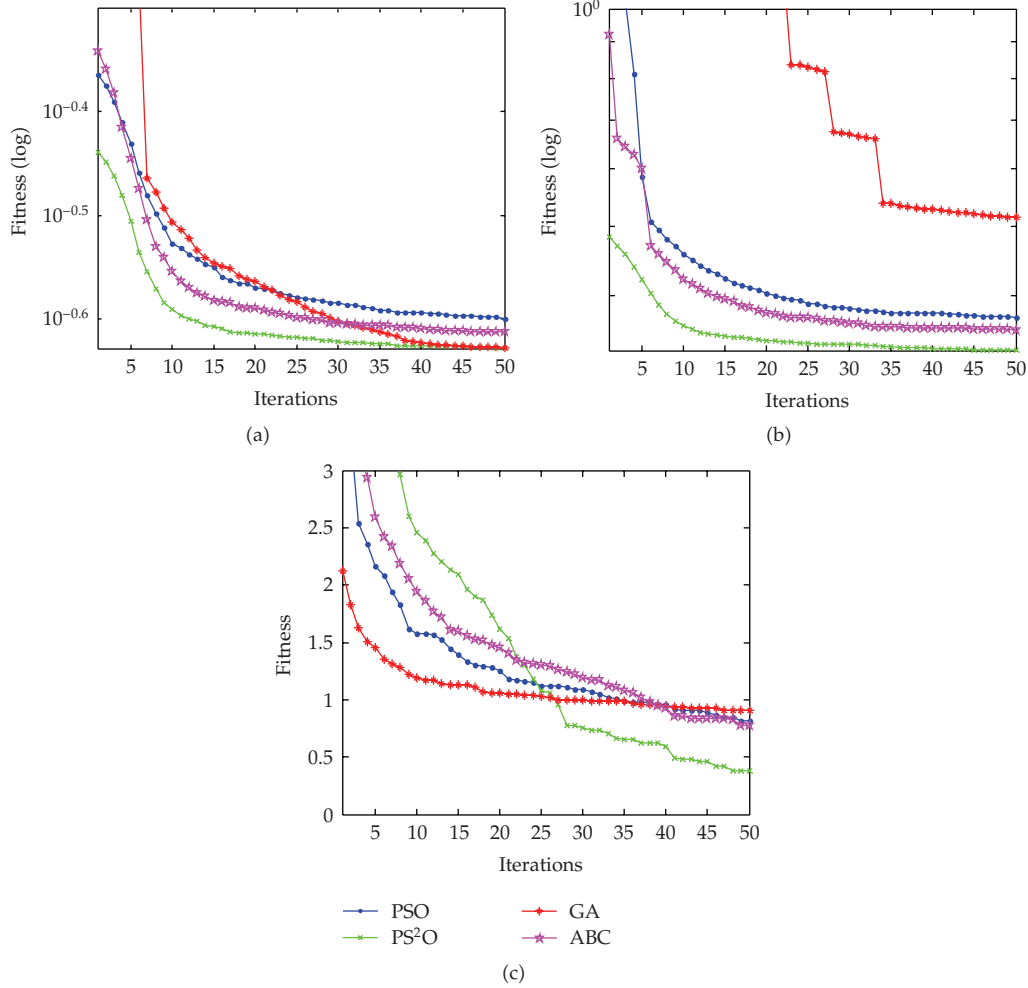 Fitness (log)
10^−0.4
10^−0.5
10^−0.6
5 10 15 20 25 30 35 40 45 50
Iterations
(a)
Fitness (log)
10^0
5 10 15 20 25 30 35 40 45 50
Iterations
(b)
Fitness
3
2.5
2
1.5
1
0.5
0
5 10 15 20 25 30 35 40 45 50
Iterations
PSO GA
PS²O ABC
(c)